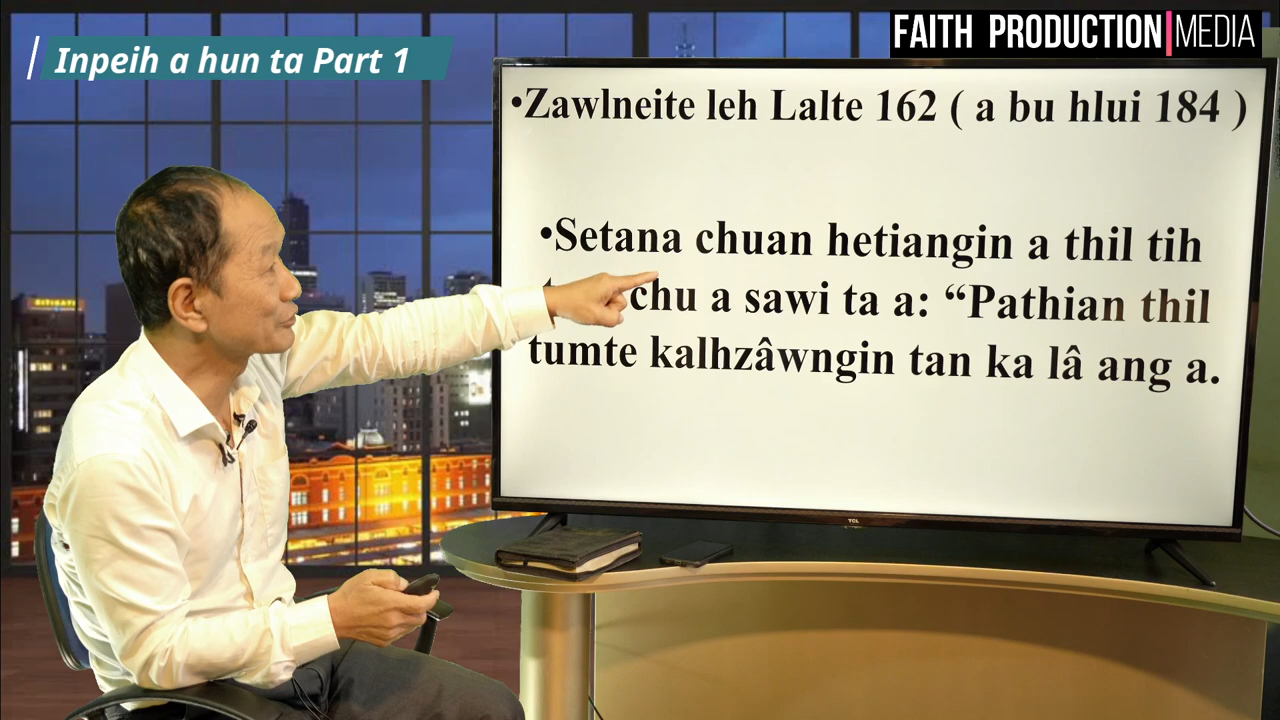 Inpeih a hun ta Part 1
FAITH PRODUCTION|MEDIA
•Zawlneite leh Lalte 162 ( a bu hlui 184 )
•Setana chuan hetiangin a thil tih
chu a sawi ta a: “Pathian thil
tumte kalhzâwngin tan ka lâ ang a.
TCL